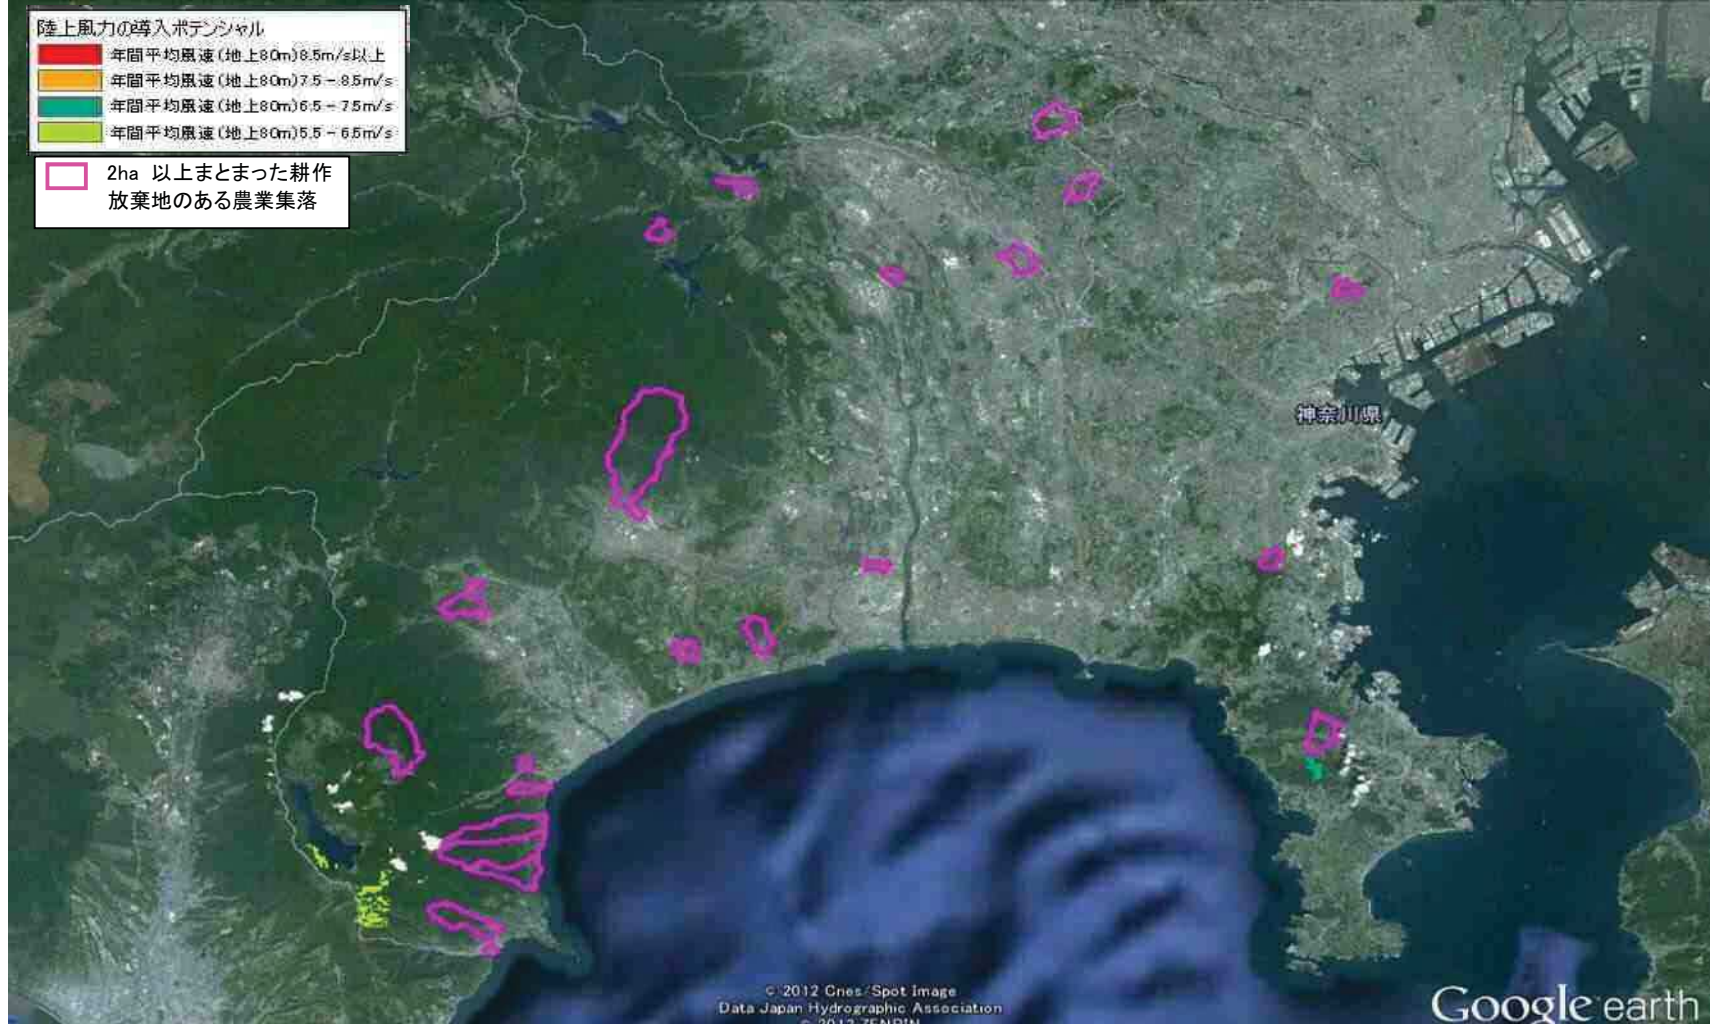 陸上風力の導入ポテンシャル
年間平均風速(地上80m)8.5m/s以上
年間平均風速(地上80m)7.5-8.5m/s
年間平均風速(地上80m)6.5-7.5m/s
年間平均風速(地上80m)5.5-6.5m/s
2ha 以上まとまった耕作
放棄地のある農業集落
神奈川県
© 2012 Cnes/Spot Image
Data Japan Hydrographic Association
© 2012 ZENRIN
Google earth